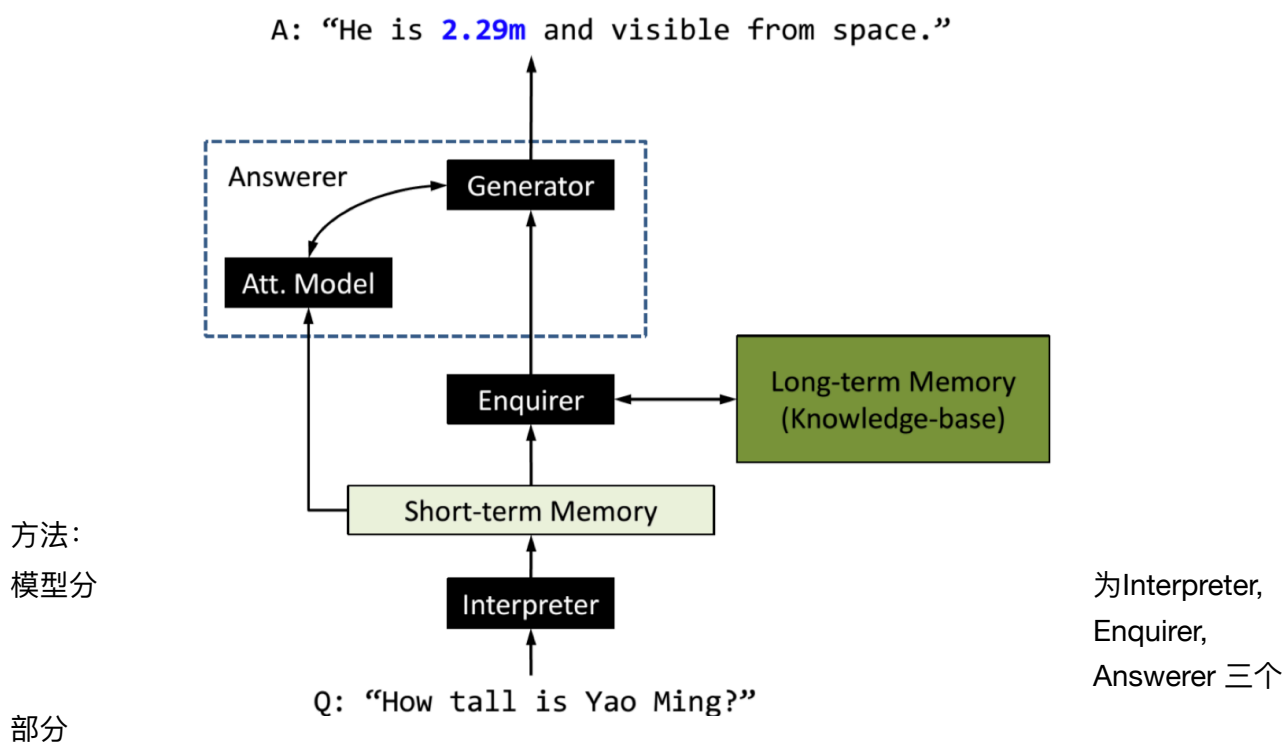 A: “He is 2.29m and visible from space.”
Answerer
Generator
Att. Model
Enquirer
Long-term Memory
(Knowledge-base)
Short-term Memory
方法：
模型分
为Interpreter,
Interpreter
Enquirer,
Answerer 三个
Q: “How tall is Yao Ming?”
部分